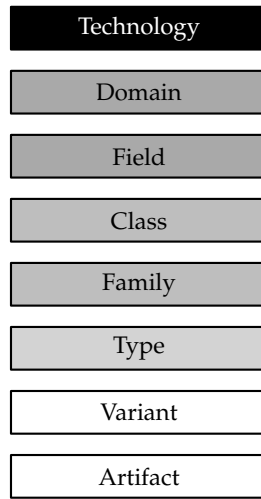 Technology
Domain
Field
Class
Family
Type
Variant
Artifact